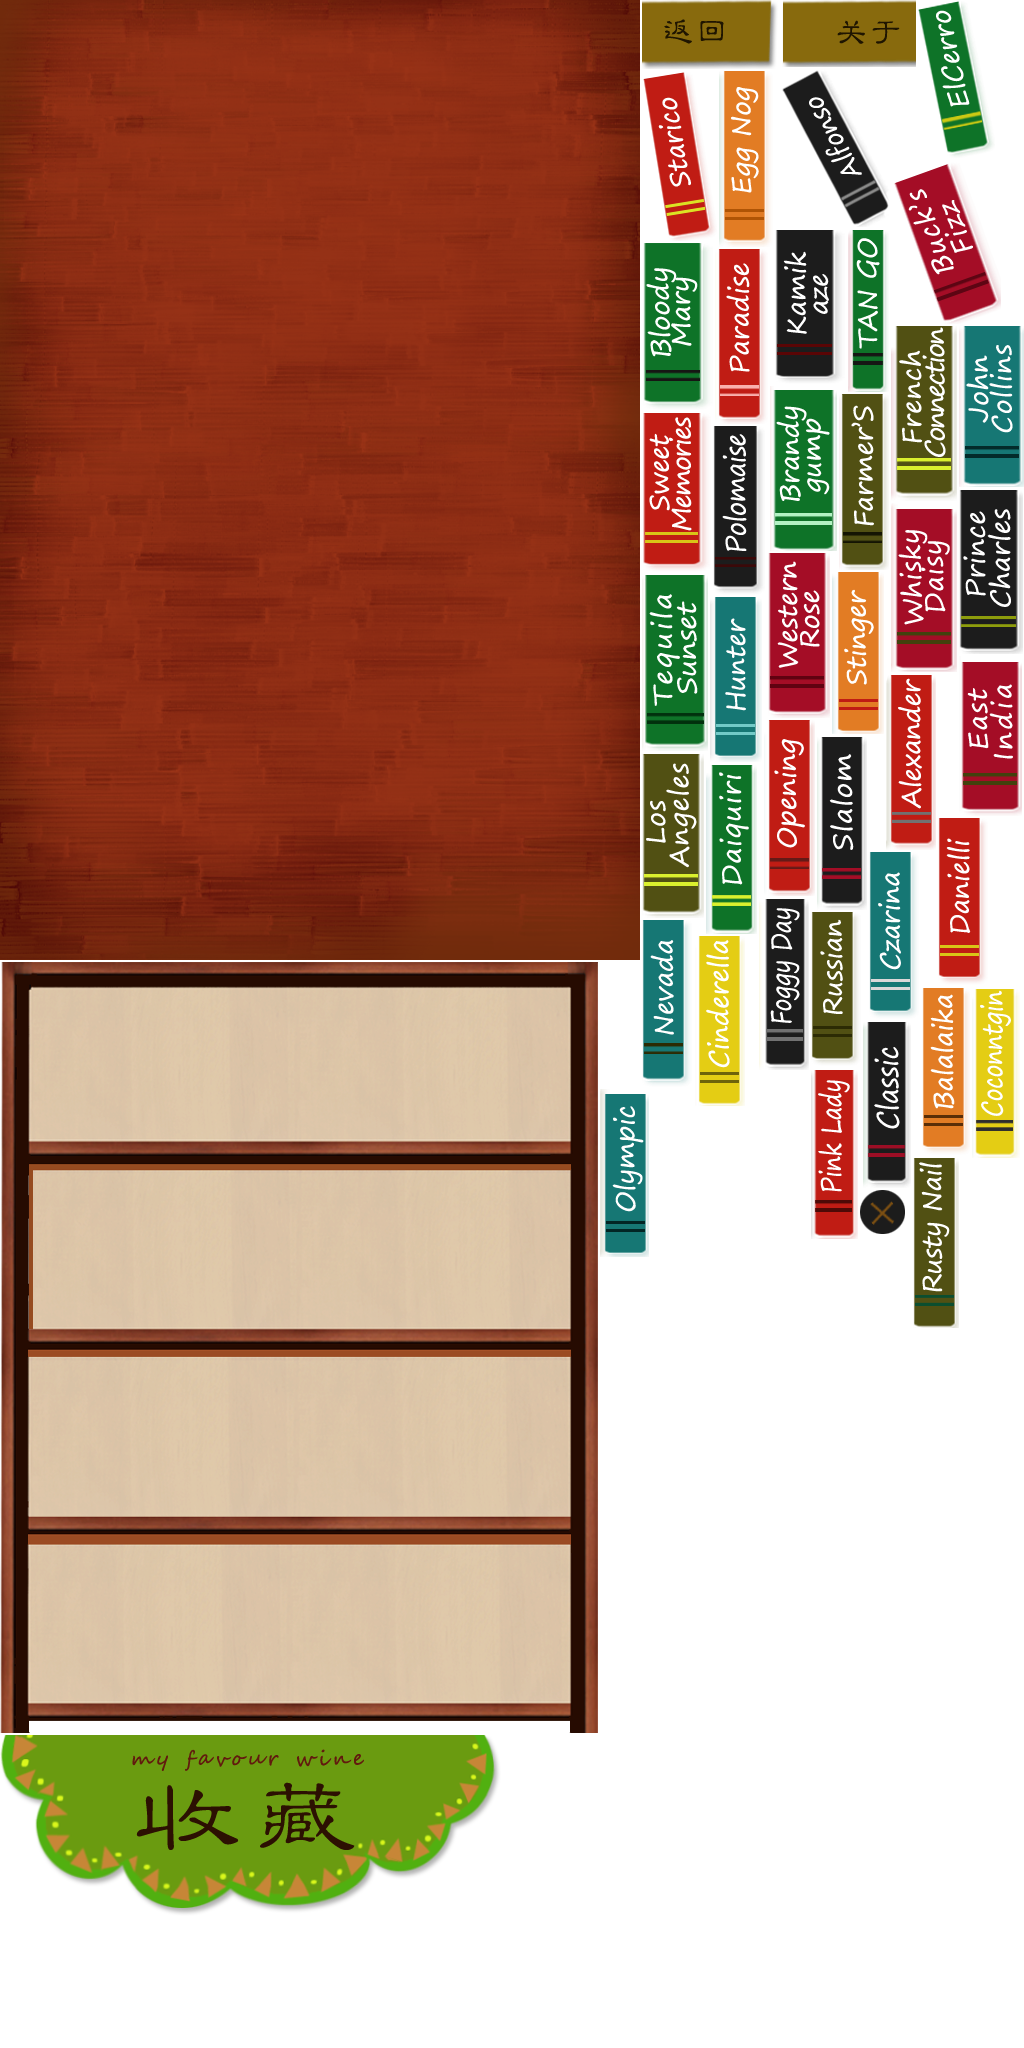 返回
关于
ElCerro
Starico
Egg Nog
Alfonso
Buck's
Fizz
Bloody
Mary
Paradise
Kamik
aze
TAN GO
French
Connection
John
Collins
Sweet
Memories
Polomaise
Brandy
gump
Farmer'S
Whisky
Daisy
Prince
Charles
Tequila
Sunset
Hunter
Western
Rose
Stinger
Alexander
East
India
Los
Angeles
Daiquiri
Opening
Slalom
Czarina
Danielli
Nevada
Cinderella
Foggy Day
Russian
Classic
Balalaika
Coconntgin
Olympic
Pink Lady
Rusty Nail
my favour wine
收藏